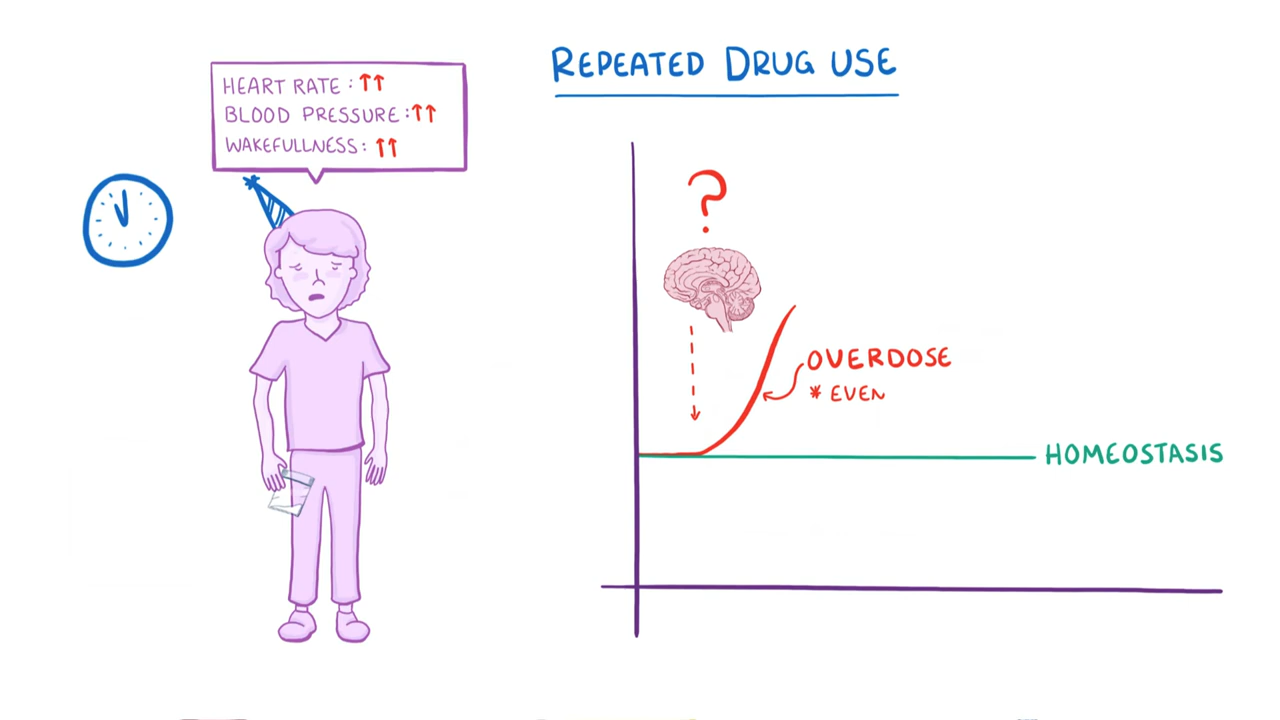 REPEATED DRUG USE
HEART RATE: ↑↑
BLOOD PRESSURE: ↑↑
WAKEFULLNESS: ↑↑
?
OVERDOSE
* EVEN
HOMEOSTASIS